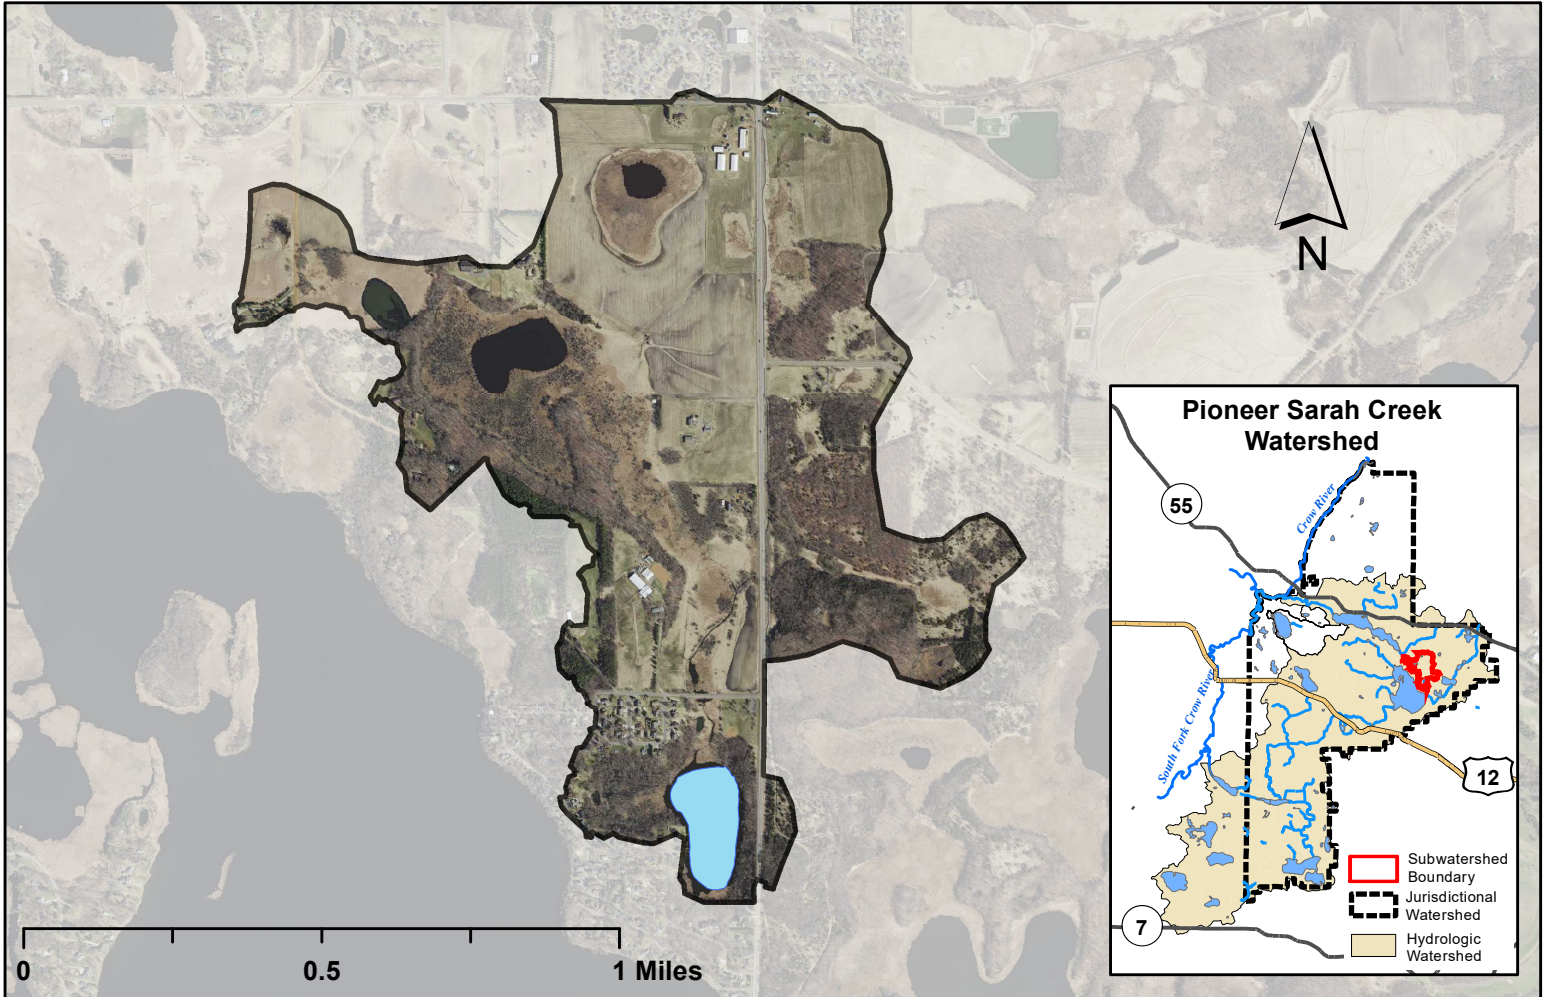 N
Pioneer Sarah Creek
Watershed
55
Crow River
South Fork Crow River
12
7
Subwatershed
Boundary
Jurisdictional
Watershed
Hydrologic
Watershed
0
0.5
1 Miles